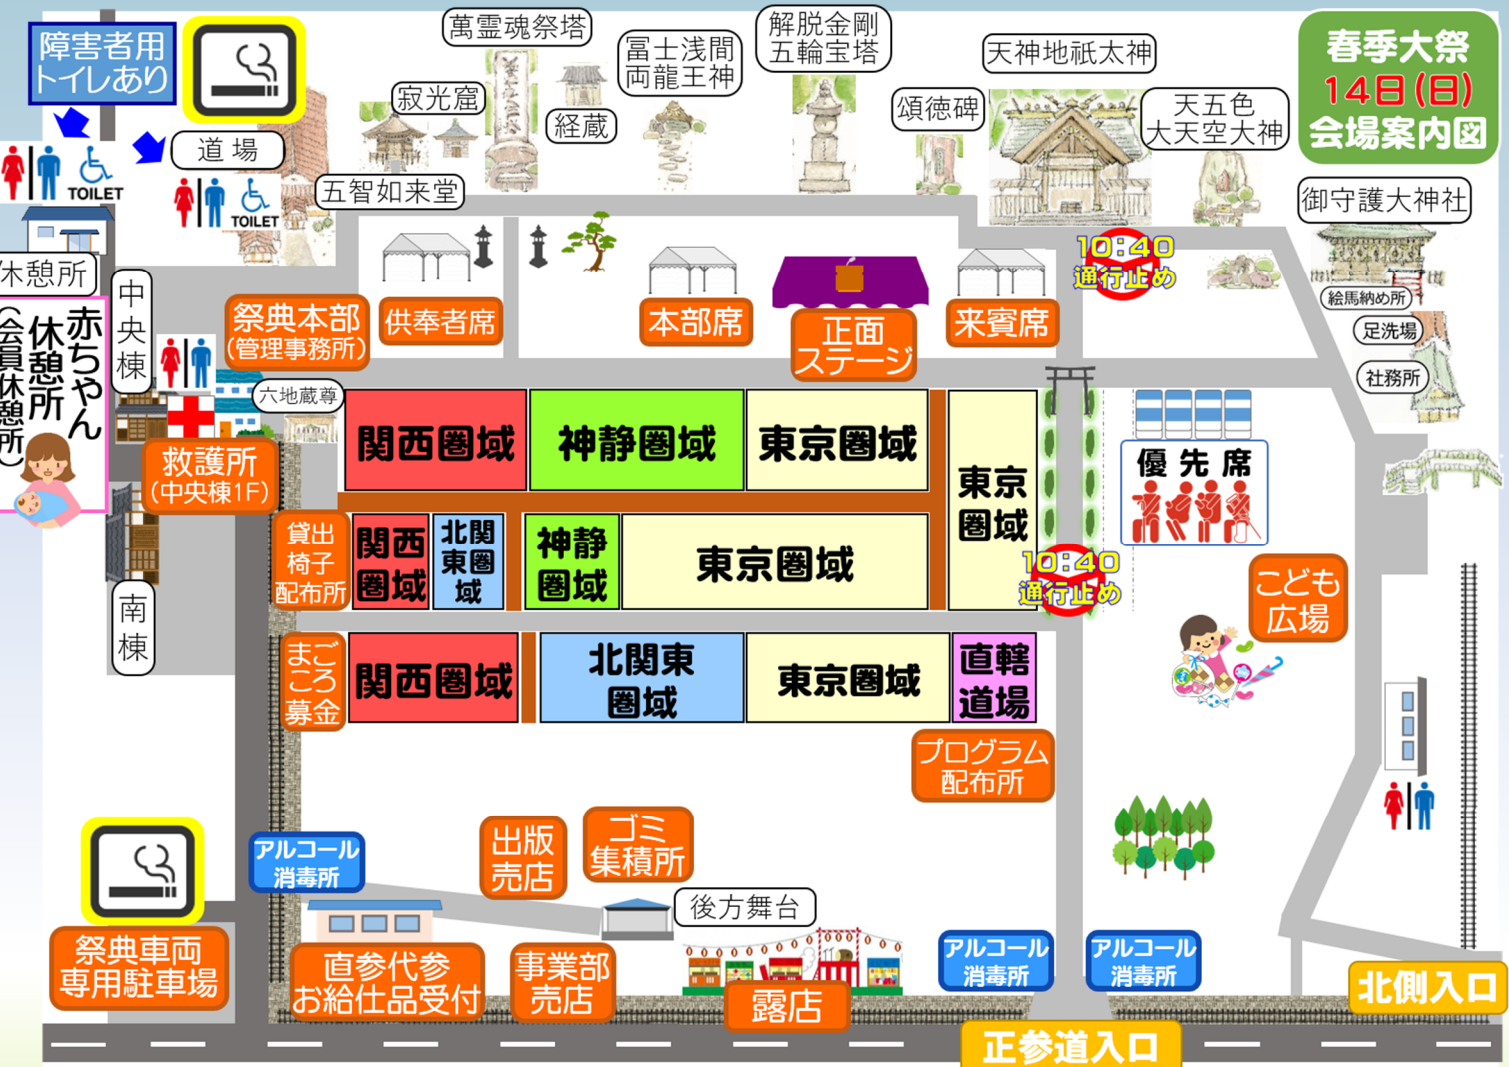 春季大祭
14日(日)
会場案内図
障害者用
トイレあり
TOILET
道場
TOILET
萬霊魂祭塔
寂光窟
経蔵
冨士浅間
両龍王神
解脱金剛
五輪宝塔
頌徳碑
天神地祇太神
天五色
大天空大神
五智如来堂
御守護大神社
絵馬納め所
足洗場
社務所
休憩所
赤ちゃん
休憩所
(会員休憩所)
中央棟
祭典本部
(管理事務所)
供奉者席
本部席
正面
ステージ
来賓席
10:40
通行止め
六地蔵尊
救護所
(中央棟1F)
関西圏域
神静圏域
東京圏域
東京
圏域
優先席
貸出
椅子
配布所
関西
圏域
北関
東圏
域
神静
圏域
東京圏域
10:40
通行止め
こども
広場
南棟
まご
ころ
募金
関西圏域
北関東
圏域
東京圏域
直轄
道場
プログラム
配布所
アルコール
消毒所
出版
売店
ゴミ
集積所
後方舞台
祭典車両
専用駐車場
直参代参
お給仕品受付
事業部
売店
露店
アルコール
消毒所
アルコール
消毒所
北側入口
正参道入口